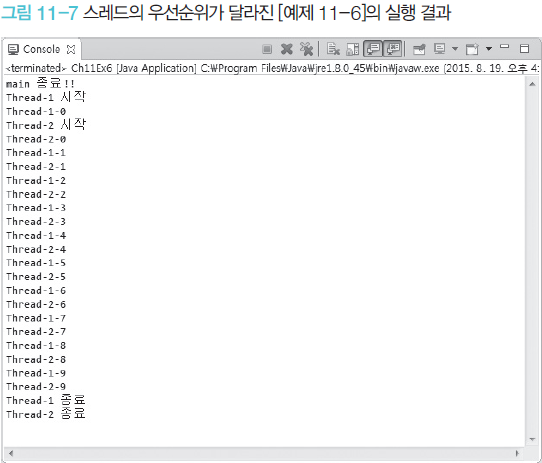 그림 11-7 스레드의 우선순위가 달라진 [예제 11-6]의 실행 결과
Console
<terminated> Ch11Ex6 [Java Application] C:₩Program Files₩Java₩jre1.8.0_45₩bin₩javaw.exe (2015. 8. 19. 오후 4:
main 종료!!
Thread-1 시작
Thread-1-0
Thread-2 시작
Thread-2-0
Thread-1-1
Thread-2-1
Thread-1-2
Thread-2-2
Thread-1-3
Thread-2-3
Thread-1-4
Thread-2-4
Thread-1-5
Thread-2-5
Thread-1-6
Thread-2-6
Thread-1-7
Thread-2-7
Thread-1-8
Thread-2-8
Thread-1-9
Thread-2-9
Thread-1 종료
Thread-2 종료